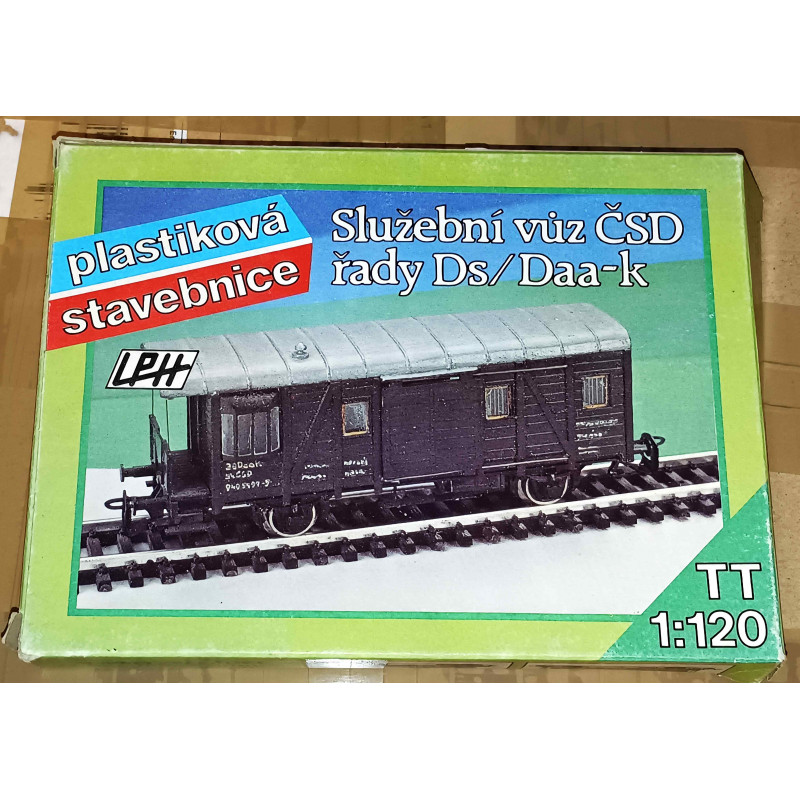 plastiková
stavebnice
Služební vůz ČSD
řady Ds/Daa-k
LPH
TT
1:120